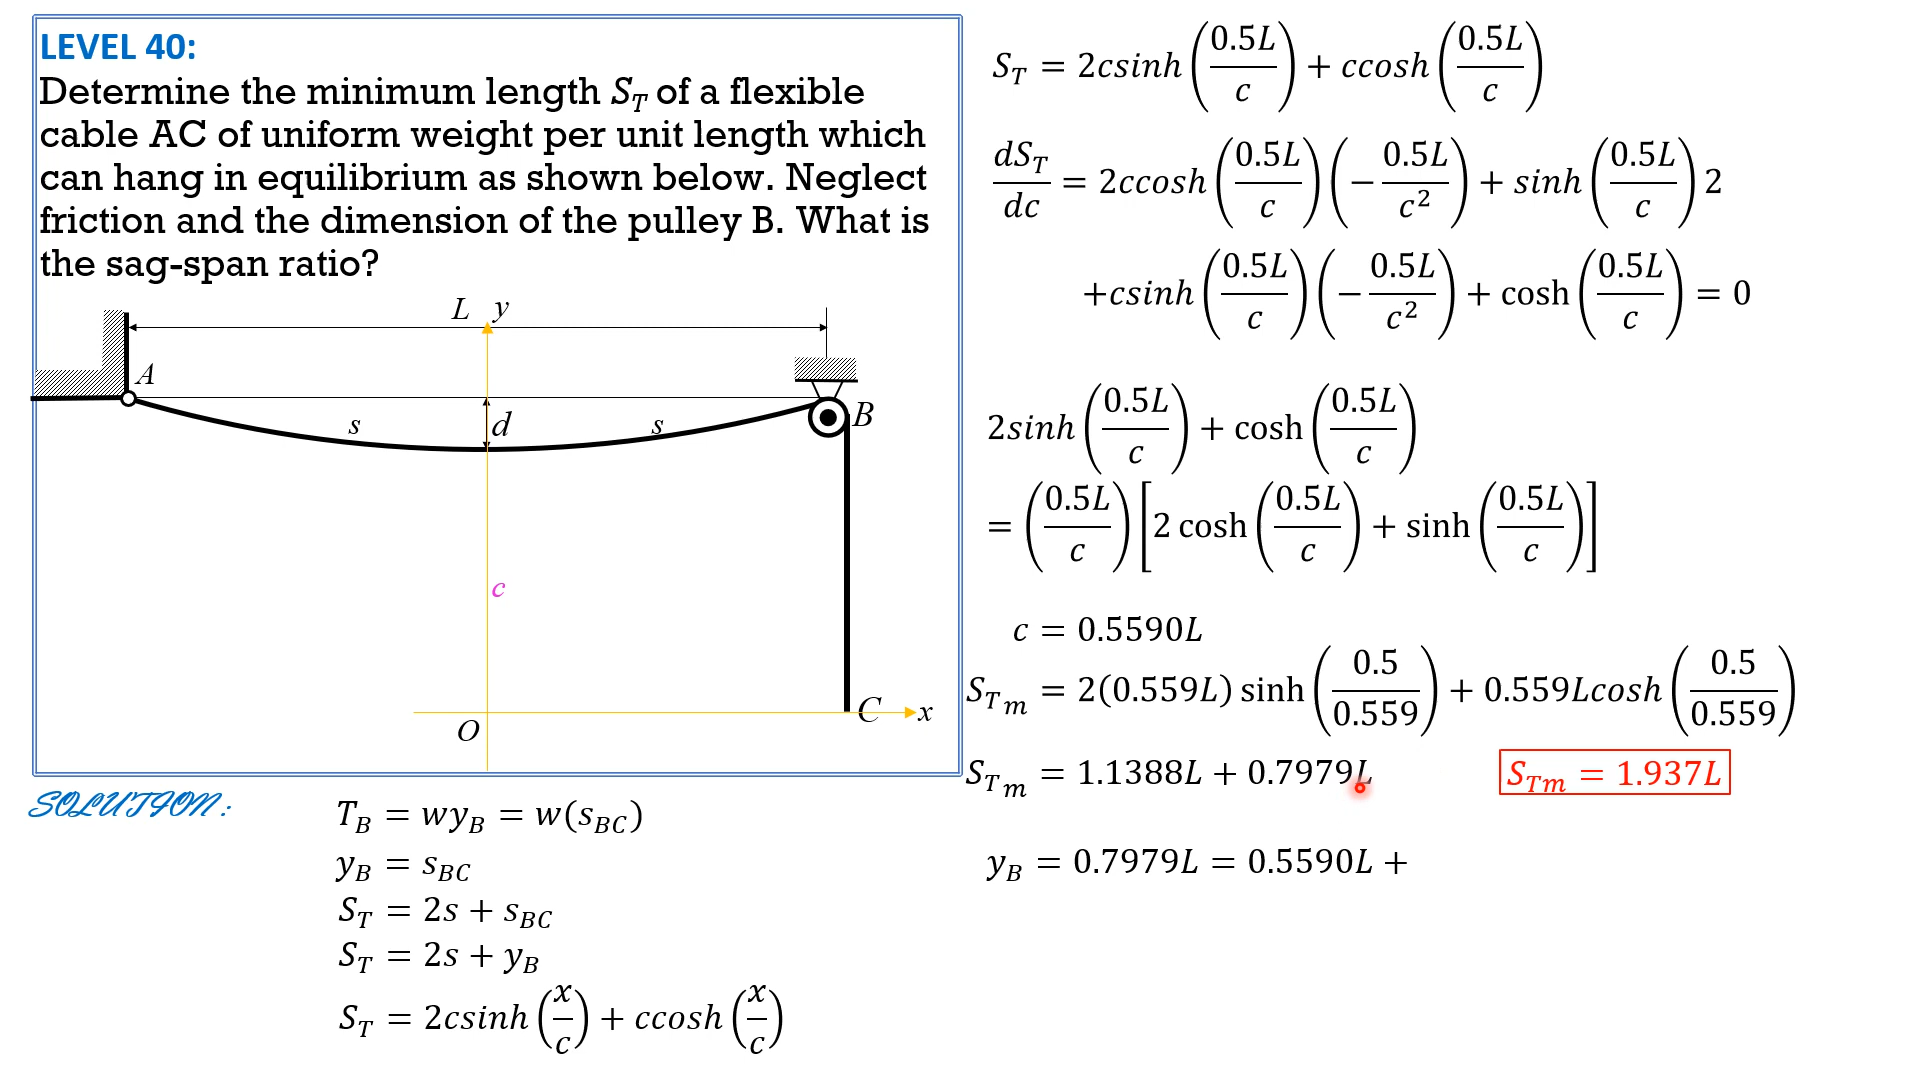 LEVEL 40:
Determine the minimum length S_T of a flexible
cable AC of uniform weight per unit length which
can hang in equilibrium as shown below. Neglect
friction and the dimension of the pulley B. What is
the sag-span ratio?
L y
A
s d s B
c
C x
O
SOLUTION:
T_B = wy_B = w(s_BC)
y_B = s_BC
S_T = 2s + s_BC
S_T = 2s + y_B
S_T = 2csinh(x/c) + ccosh(x/c)
S_T = 2csinh(0.5L/c) + ccosh(0.5L/c)
dS_T/dc = 2ccosh(0.5L/c)(−0.5L/c²) + sinh(0.5L/c)2
+csinh(0.5L/c)(−0.5L/c²) + cosh(0.5L/c) = 0
2sinh(0.5L/c) + cosh(0.5L/c)
= (0.5L/c)[2 cosh(0.5L/c) + sinh(0.5L/c)]
c = 0.5590L
S_Tm = 2(0.559L) sinh(0.5/0.559) + 0.559Lcosh(0.5/0.559)
S_Tm = 1.1388L + 0.7979L S_Tm = 1.937L
y_B = 0.7979L = 0.5590L +